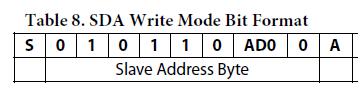 Table 8. SDA Write Mode Bit Format
S 0 1 0 1 1 0 AD0 0 A
Slave Address Byte